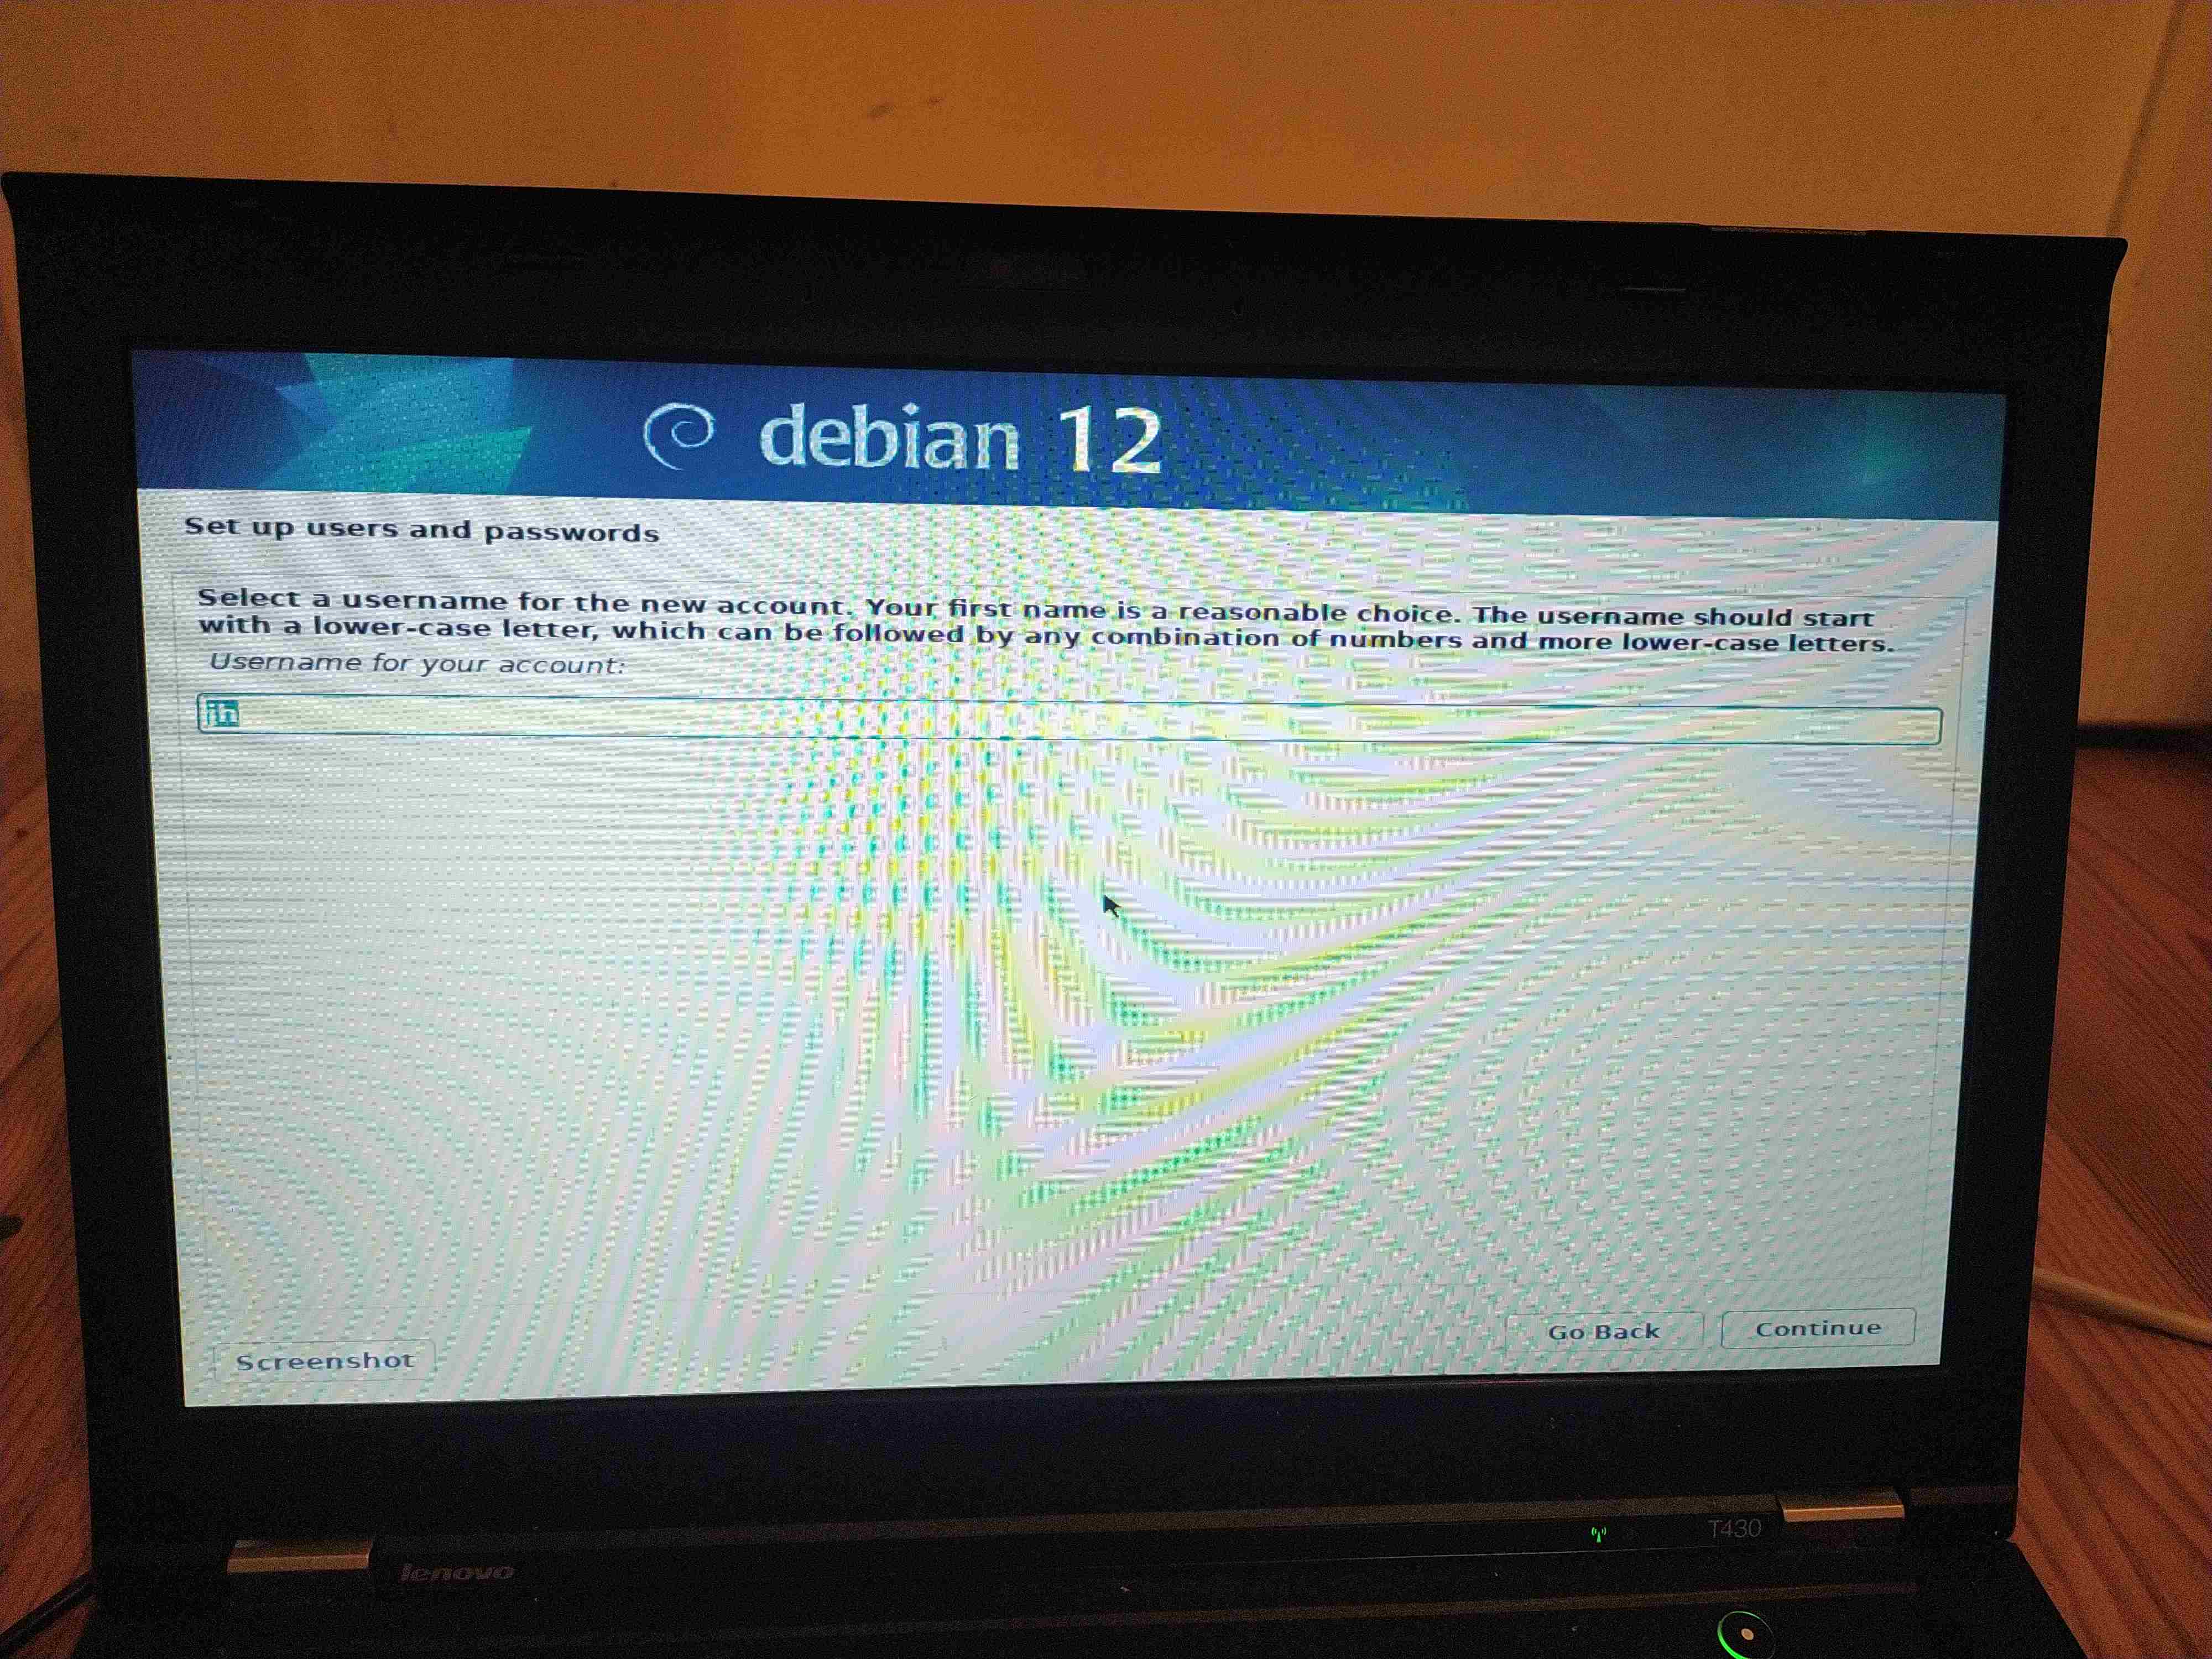 debian 12
Set up users and passwords
Select a username for the new account. Your first name is a reasonable choice. The username should start
with a lower-case letter, which can be followed by any combination of numbers and more lower-case letters.
Username for your account:
jh
Screenshot
Go Back
Continue
T430
lenovo